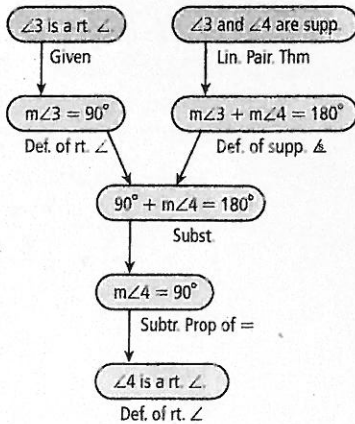 ∠3 is a rt. ∠. ∠3 and ∠4 are supp.
Given Lin. Pair. Thm
m∠3 = 90° m∠3 + m∠4 = 180°
Def. of rt. ∠ Def. of supp. ∡
90° + m∠4 = 180°
Subst.
m∠4 = 90°
Subtr. Prop of =
∠4 is a rt. ∠.
Def. of rt. ∠